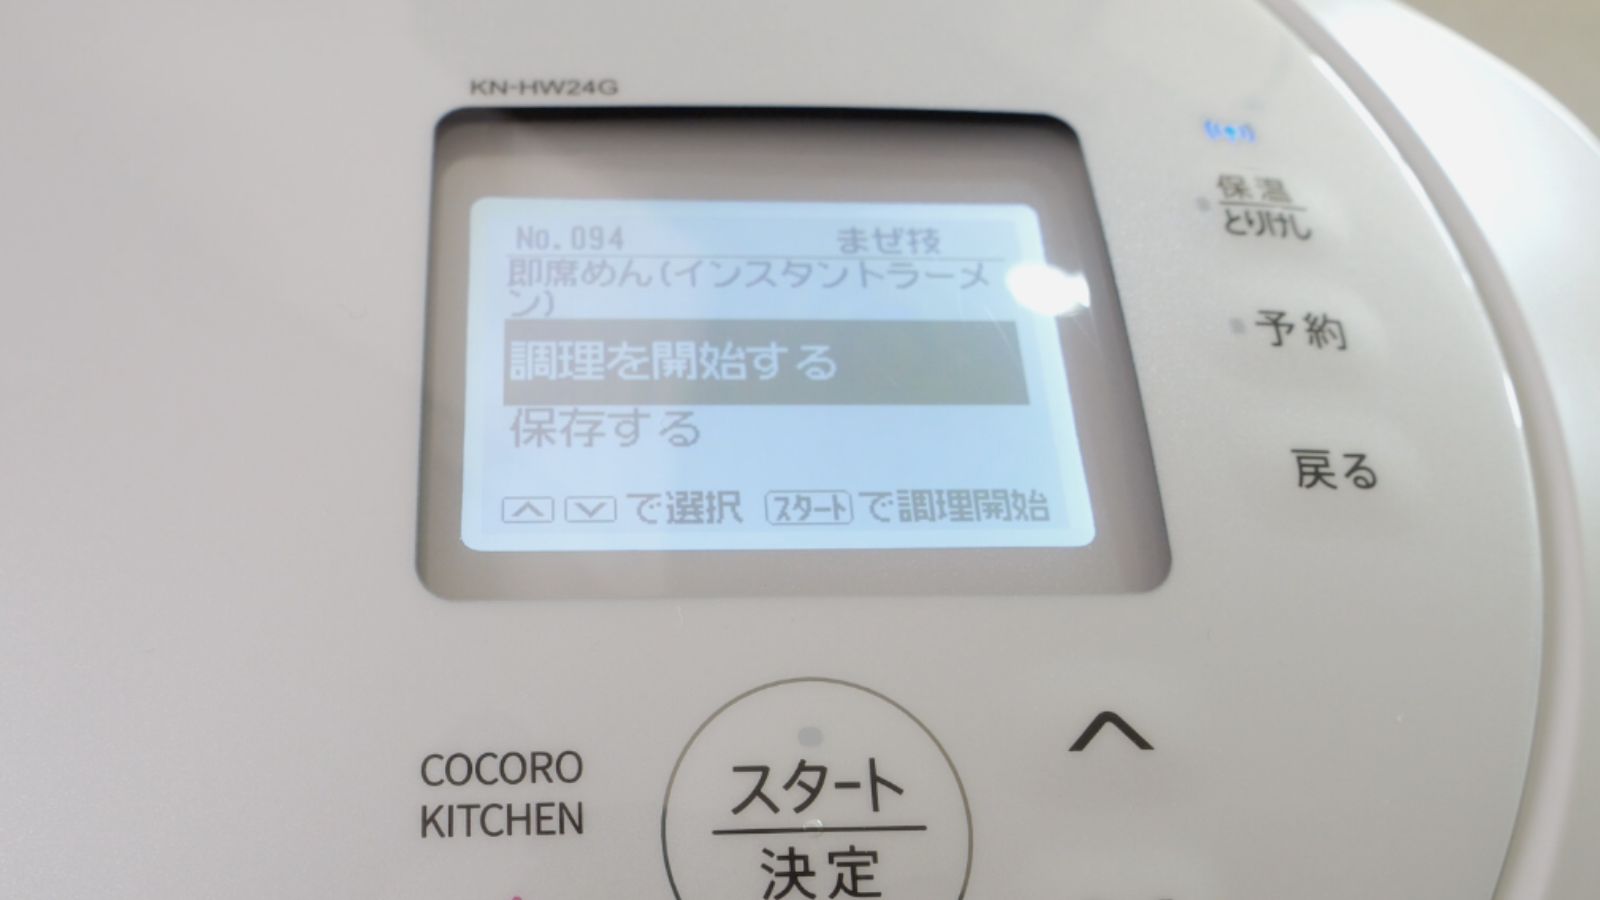 KN-HW24G
No.094 まぜ技
即席めん(インスタントラーメ
ン)
調理を開始する
保存する
で選択 スタート で調理開始
保温
とりけし
予約
戻る
COCORO
KITCHEN
スタート
決定